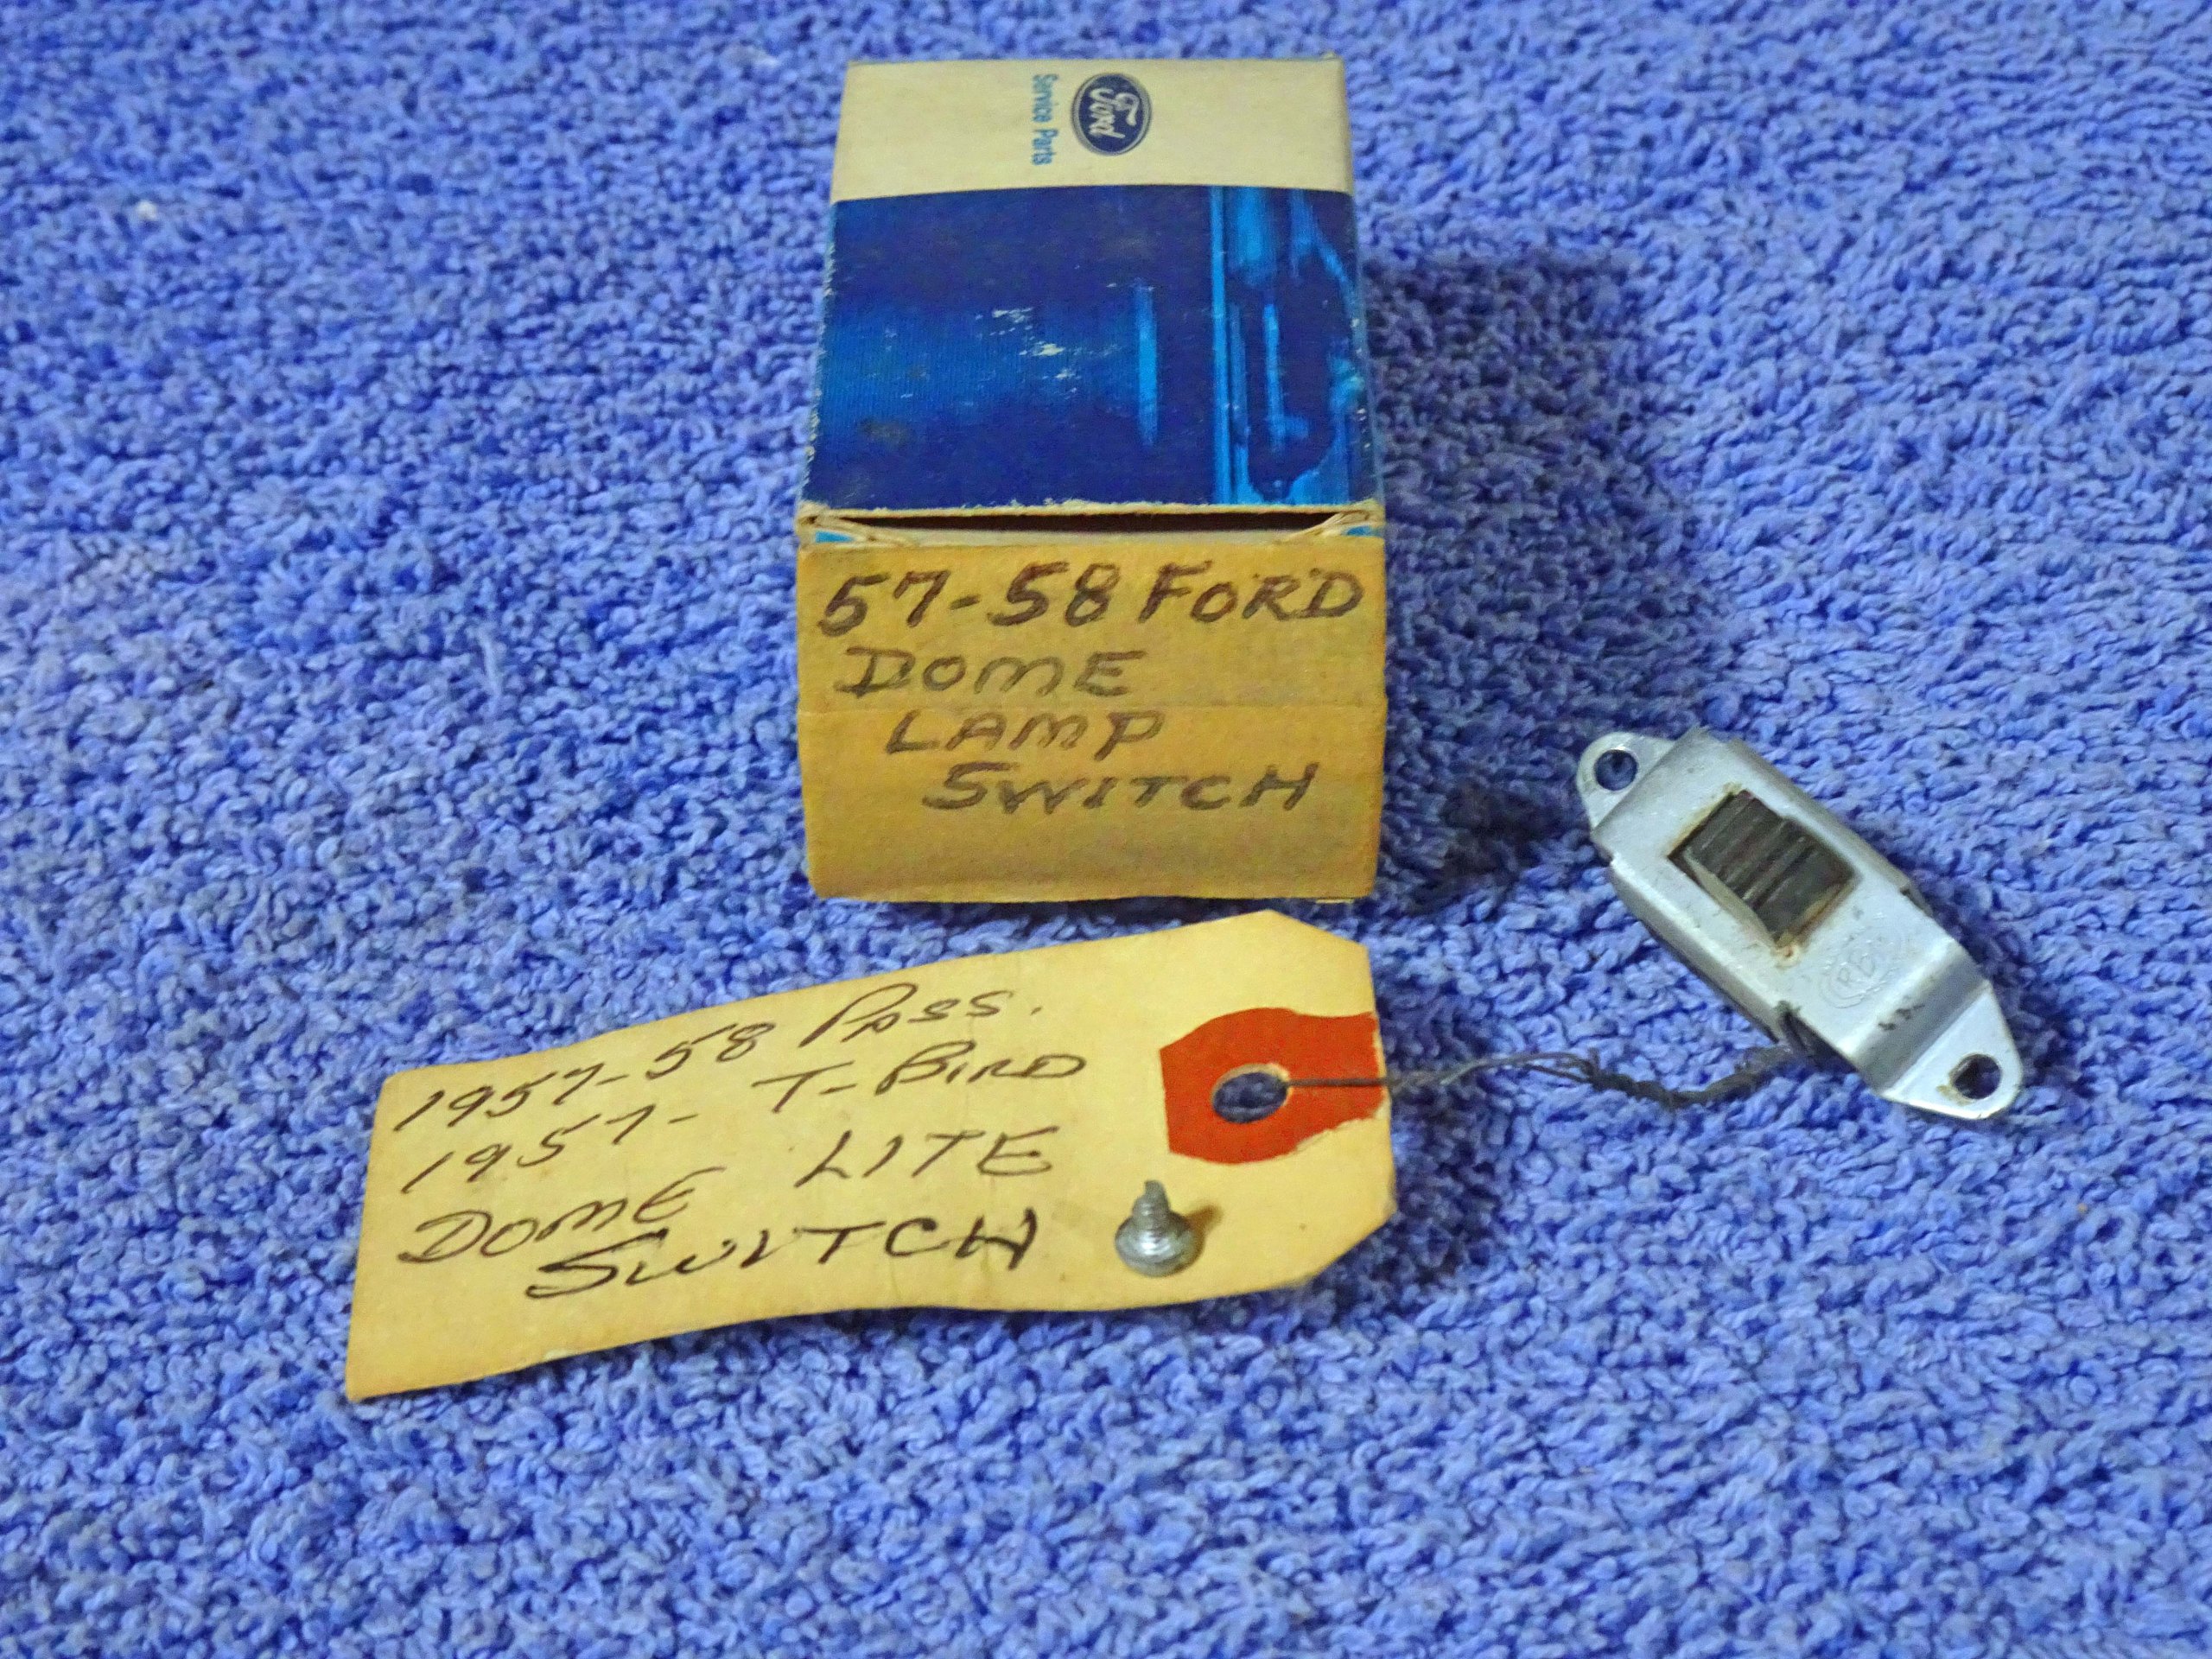 Ford
Service Parts
57-58 FORD
DOME
LAMP
SWITCH
1957-58 PASS.
1957- T-BIRD
DOME LITE
SWITCH